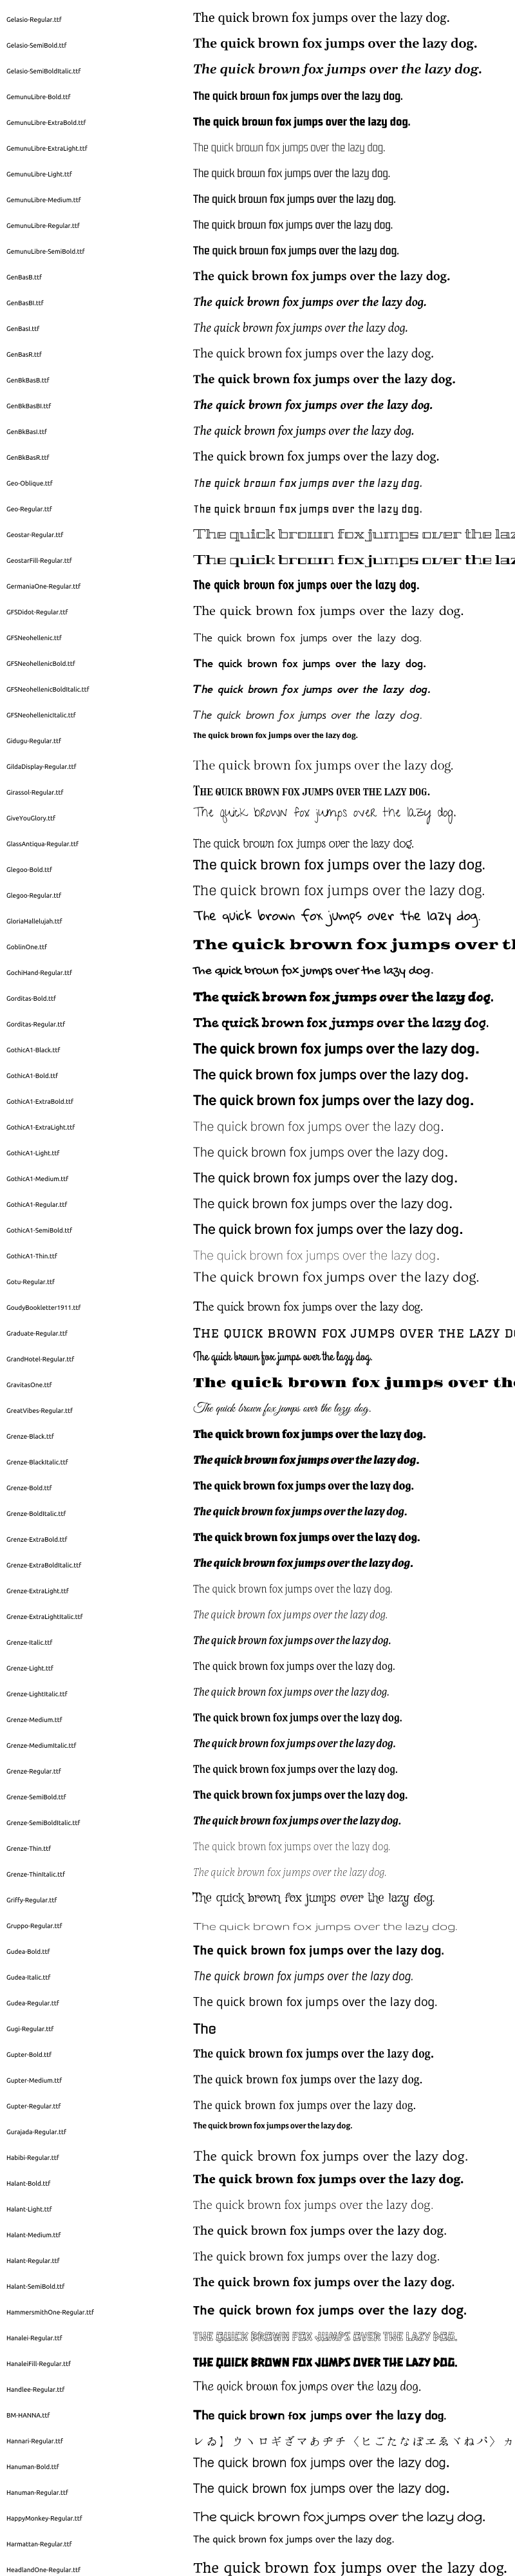 Gelasio-Regular.ttf The quick brown fox jumps over the lazy dog.
Gelasio-SemiBold.ttf The quick brown fox jumps over the lazy dog.
Gelasio-SemiBoldItalic.ttf The quick brown fox jumps over the lazy dog.
GemunuLibre-Bold.ttf The quick brown fox jumps over the lazy dog.
GemunuLibre-ExtraBold.ttf The quick brown fox jumps over the lazy dog.
GemunuLibre-ExtraLight.ttf The quick brown fox jumps over the lazy dog.
GemunuLibre-Light.ttf The quick brown fox jumps over the lazy dog.
GemunuLibre-Medium.ttf The quick brown fox jumps over the lazy dog.
GemunuLibre-Regular.ttf The quick brown fox jumps over the lazy dog.
GemunuLibre-SemiBold.ttf The quick brown fox jumps over the lazy dog.
GenBasB.ttf The quick brown fox jumps over the lazy dog.
GenBasBI.ttf The quick brown fox jumps over the lazy dog.
GenBasI.ttf The quick brown fox jumps over the lazy dog.
GenBasR.ttf The quick brown fox jumps over the lazy dog.
GenBkBasB.ttf The quick brown fox jumps over the lazy dog.
GenBkBasBI.ttf The quick brown fox jumps over the lazy dog.
GenBkBasI.ttf The quick brown fox jumps over the lazy dog.
GenBkBasR.ttf The quick brown fox jumps over the lazy dog.
Geo-Oblique.ttf The quick brown fox jumps over the lazy dog.
Geo-Regular.ttf The quick brown fox jumps over the lazy dog.
Geostar-Regular.ttf The quick brown fox jumps over the laz
GeostarFill-Regular.ttf The quick brown fox jumps over the laz
GermaniaOne-Regular.ttf The quick brown fox jumps over the lazy dog.
GFSDidot-Regular.ttf The quick brown fox jumps over the lazy dog.
GFSNeohellenic.ttf The quick brown fox jumps over the lazy dog.
GFSNeohellenicBold.ttf The quick brown fox jumps over the lazy dog.
GFSNeohellenicBoldItalic.ttf The quick brown fox jumps over the lazy dog.
GFSNeohellenicItalic.ttf The quick brown fox jumps over the lazy dog.
Gidugu-Regular.ttf The quick brown fox jumps over the lazy dog.
GildaDisplay-Regular.ttf The quick brown fox jumps over the lazy dog.
Girassol-Regular.ttf THE QUICK BROWN FOX JUMPS OVER THE LAZY DOG.
GiveYouGlory.ttf The quick brown fox jumps over the lazy dog.
GlassAntiqua-Regular.ttf The quick brown fox jumps over the lazy dog.
Glegoo-Bold.ttf The quick brown fox jumps over the lazy dog.
Glegoo-Regular.ttf The quick brown fox jumps over the lazy dog.
GloriaHallelujah.ttf The quick brown fox jumps over the lazy dog.
GoblinOne.ttf The quick brown fox jumps over th
GochiHand-Regular.ttf The quick brown fox jumps over the lazy dog.
Gorditas-Bold.ttf The quick brown fox jumps over the lazy dog.
Gorditas-Regular.ttf The quick brown fox jumps over the lazy dog.
GothicA1-Black.ttf The quick brown fox jumps over the lazy dog.
GothicA1-Bold.ttf The quick brown fox jumps over the lazy dog.
GothicA1-ExtraBold.ttf The quick brown fox jumps over the lazy dog.
GothicA1-ExtraLight.ttf The quick brown fox jumps over the lazy dog.
GothicA1-Light.ttf The quick brown fox jumps over the lazy dog.
GothicA1-Medium.ttf The quick brown fox jumps over the lazy dog.
GothicA1-Regular.ttf The quick brown fox jumps over the lazy dog.
GothicA1-SemiBold.ttf The quick brown fox jumps over the lazy dog.
GothicA1-Thin.ttf The quick brown fox jumps over the lazy dog.
Gotu-Regular.ttf The quick brown fox jumps over the lazy dog.
GoudyBookletter1911.ttf The quick brown fox jumps over the lazy dog.
Graduate-Regular.ttf THE QUICK BROWN FOX JUMPS OVER THE LAZY DO
GrandHotel-Regular.ttf The quick brown fox jumps over the lazy dog.
GravitasOne.ttf The quick brown fox jumps over the
GreatVibes-Regular.ttf The quick brown fox jumps over the lazy dog.
Grenze-Black.ttf The quick brown fox jumps over the lazy dog.
Grenze-BlackItalic.ttf The quick brown fox jumps over the lazy dog.
Grenze-Bold.ttf The quick brown fox jumps over the lazy dog.
Grenze-BoldItalic.ttf The quick brown fox jumps over the lazy dog.
Grenze-ExtraBold.ttf The quick brown fox jumps over the lazy dog.
Grenze-ExtraBoldItalic.ttf The quick brown fox jumps over the lazy dog.
Grenze-ExtraLight.ttf The quick brown fox jumps over the lazy dog.
Grenze-ExtraLightItalic.ttf The quick brown fox jumps over the lazy dog.
Grenze-Italic.ttf The quick brown fox jumps over the lazy dog.
Grenze-Light.ttf The quick brown fox jumps over the lazy dog.
Grenze-LightItalic.ttf The quick brown fox jumps over the lazy dog.
Grenze-Medium.ttf The quick brown fox jumps over the lazy dog.
Grenze-MediumItalic.ttf The quick brown fox jumps over the lazy dog.
Grenze-Regular.ttf The quick brown fox jumps over the lazy dog.
Grenze-SemiBold.ttf The quick brown fox jumps over the lazy dog.
Grenze-SemiBoldItalic.ttf The quick brown fox jumps over the lazy dog.
Grenze-Thin.ttf The quick brown fox jumps over the lazy dog.
Grenze-ThinItalic.ttf The quick brown fox jumps over the lazy dog.
Griffy-Regular.ttf The quick brown fox jumps over the lazy dog.
Gruppo-Regular.ttf The quick brown fox jumps over the lazy dog.
Gudea-Bold.ttf The quick brown fox jumps over the lazy dog.
Gudea-Italic.ttf The quick brown fox jumps over the lazy dog.
Gudea-Regular.ttf The quick brown fox jumps over the lazy dog.
Gugi-Regular.ttf The
Gupter-Bold.ttf The quick brown fox jumps over the lazy dog.
Gupter-Medium.ttf The quick brown fox jumps over the lazy dog.
Gupter-Regular.ttf The quick brown fox jumps over the lazy dog.
Gurajada-Regular.ttf The quick brown fox jumps over the lazy dog.
Habibi-Regular.ttf The quick brown fox jumps over the lazy dog.
Halant-Bold.ttf The quick brown fox jumps over the lazy dog.
Halant-Light.ttf The quick brown fox jumps over the lazy dog.
Halant-Medium.ttf The quick brown fox jumps over the lazy dog.
Halant-Regular.ttf The quick brown fox jumps over the lazy dog.
Halant-SemiBold.ttf The quick brown fox jumps over the lazy dog.
HammersmithOne-Regular.ttf The quick brown fox jumps over the lazy dog.
Hanalei-Regular.ttf THE QUICK BROWN FOX JUMPS OVER THE LAZY DOG.
HanaleiFill-Regular.ttf THE QUICK BROWN FOX JUMPS OVER THE LAZY DOG.
Handlee-Regular.ttf The quick brown fox jumps over the lazy dog.
BM-HANNA.ttf The quick brown fox jumps over the lazy dog.
Hannari-Regular.ttf レゐ】ウヽロギざマあヂチ〈ヒごたなぼヱゑヾねパ〉カ
Hanuman-Bold.ttf The quick brown fox jumps over the lazy dog.
Hanuman-Regular.ttf The quick brown fox jumps over the lazy dog.
HappyMonkey-Regular.ttf The quick brown fox jumps over the lazy dog.
Harmattan-Regular.ttf The quick brown fox jumps over the lazy dog.
HeadlandOne-Regular.ttf The quick brown fox jumps over the lazy dog.